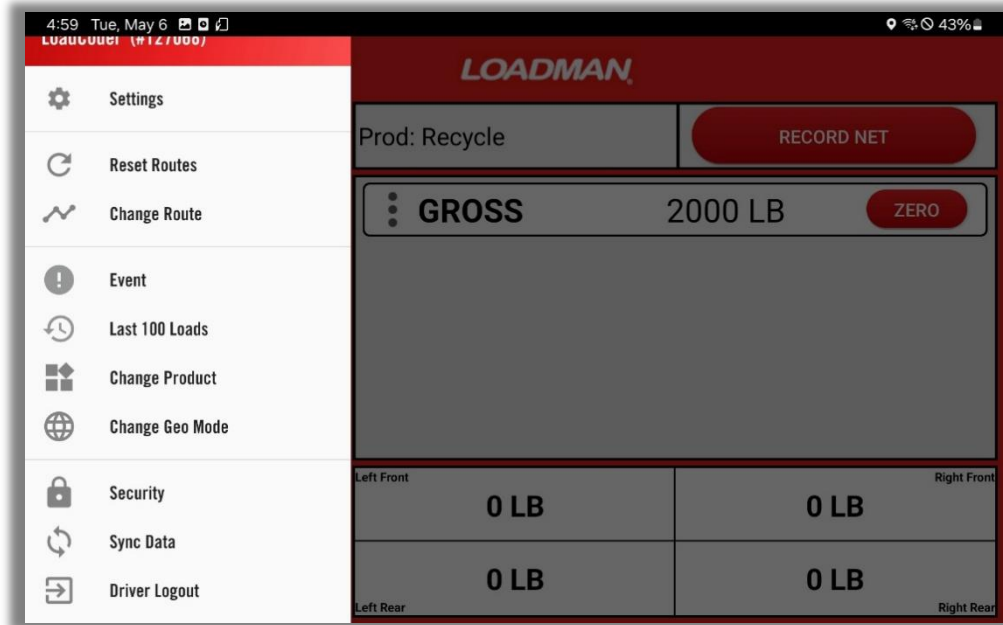 4:59 Tue, May 6
43%
LoadCoder (#127068)
Settings
Reset Routes
Change Route
Event
Last 100 Loads
Change Product
Change Geo Mode
Security
Sync Data
Driver Logout
LOADMAN
Prod: Recycle
RECORD NET
GROSS 2000 LB ZERO
Left Front
0 LB
Right Front
0 LB
0 LB
Left Rear
0 LB
Right Rear